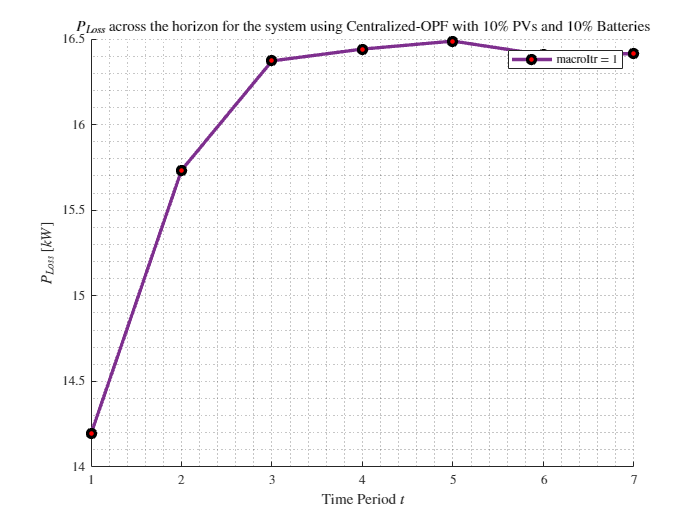 P_Loss across the horizon for the system using Centralized-OPF with 10% PVs and 10% Batteries
16.5
macroItr = 1
16
15.5
P_Loss [kW]
15
14.5
14
1 2 3 4 5 6 7
Time Period t